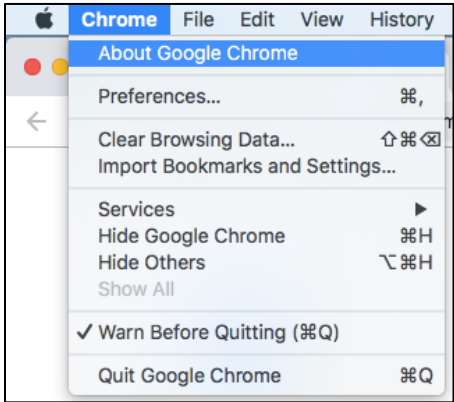 Chrome File Edit View History
About Google Chrome
Preferences... ⌘,
Clear Browsing Data... ⇧⌘⌫
Import Bookmarks and Settings...
Services ▶
Hide Google Chrome ⌘H
Hide Others ⌥⌘H
Show All
✓ Warn Before Quitting (⌘Q)
Quit Google Chrome ⌘Q